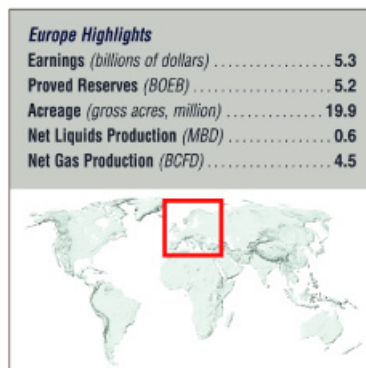 Europe Highlights
Earnings (billions of dollars) . . . . . . . . . . . . . . . . 5.3
Proved Reserves (BOEB) . . . . . . . . . . . . . . . . . . . 5.2
Acreage (gross acres, million) . . . . . . . . . . . . . . . 19.9
Net Liquids Production (MBD) . . . . . . . . . . . . . . . 0.6
Net Gas Production (BCFD) . . . . . . . . . . . . . . . . . 4.5